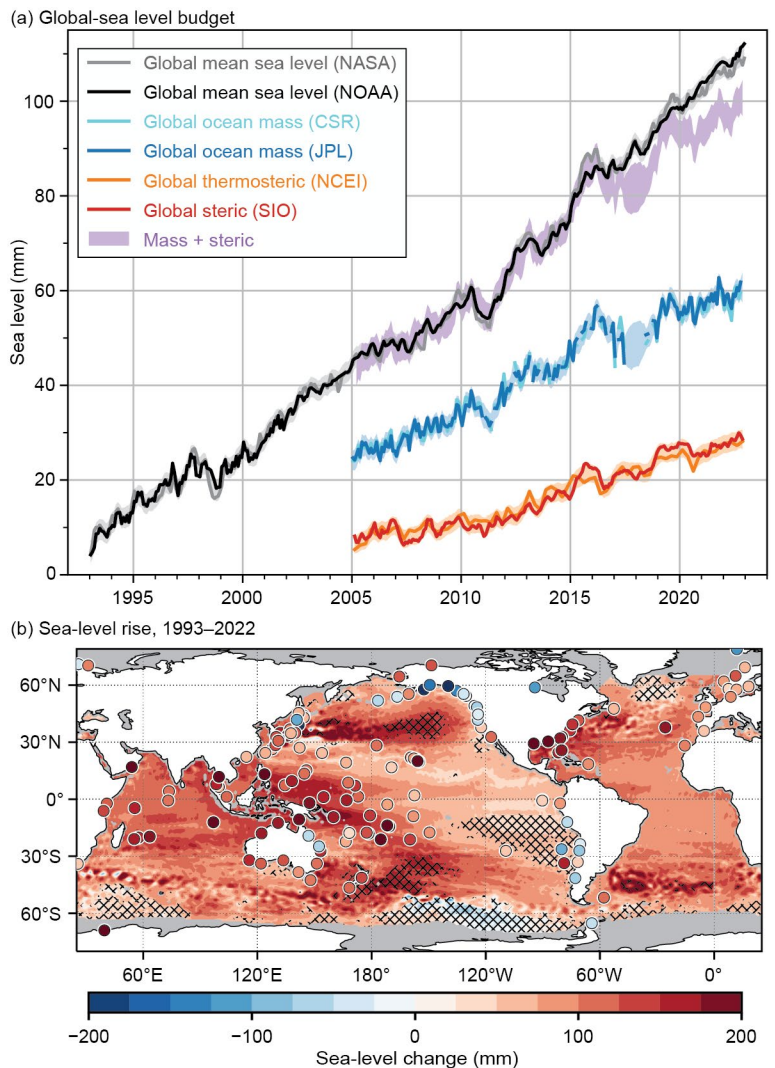 (a) Global-sea level budget
Global mean sea level (NASA)
Global mean sea level (NOAA)
Global ocean mass (CSR)
Global ocean mass (JPL)
Global thermosteric (NCEI)
Global steric (SIO)
Mass + steric
Sea level (mm)
100
80
60
40
20
0
1995 2000 2005 2010 2015 2020
(b) Sea-level rise, 1993–2022
60°N
30°N
0°
30°S
60°S
60°E 120°E 180° 120°W 60°W 0°
−200 −100 0 100 200
Sea-level change (mm)